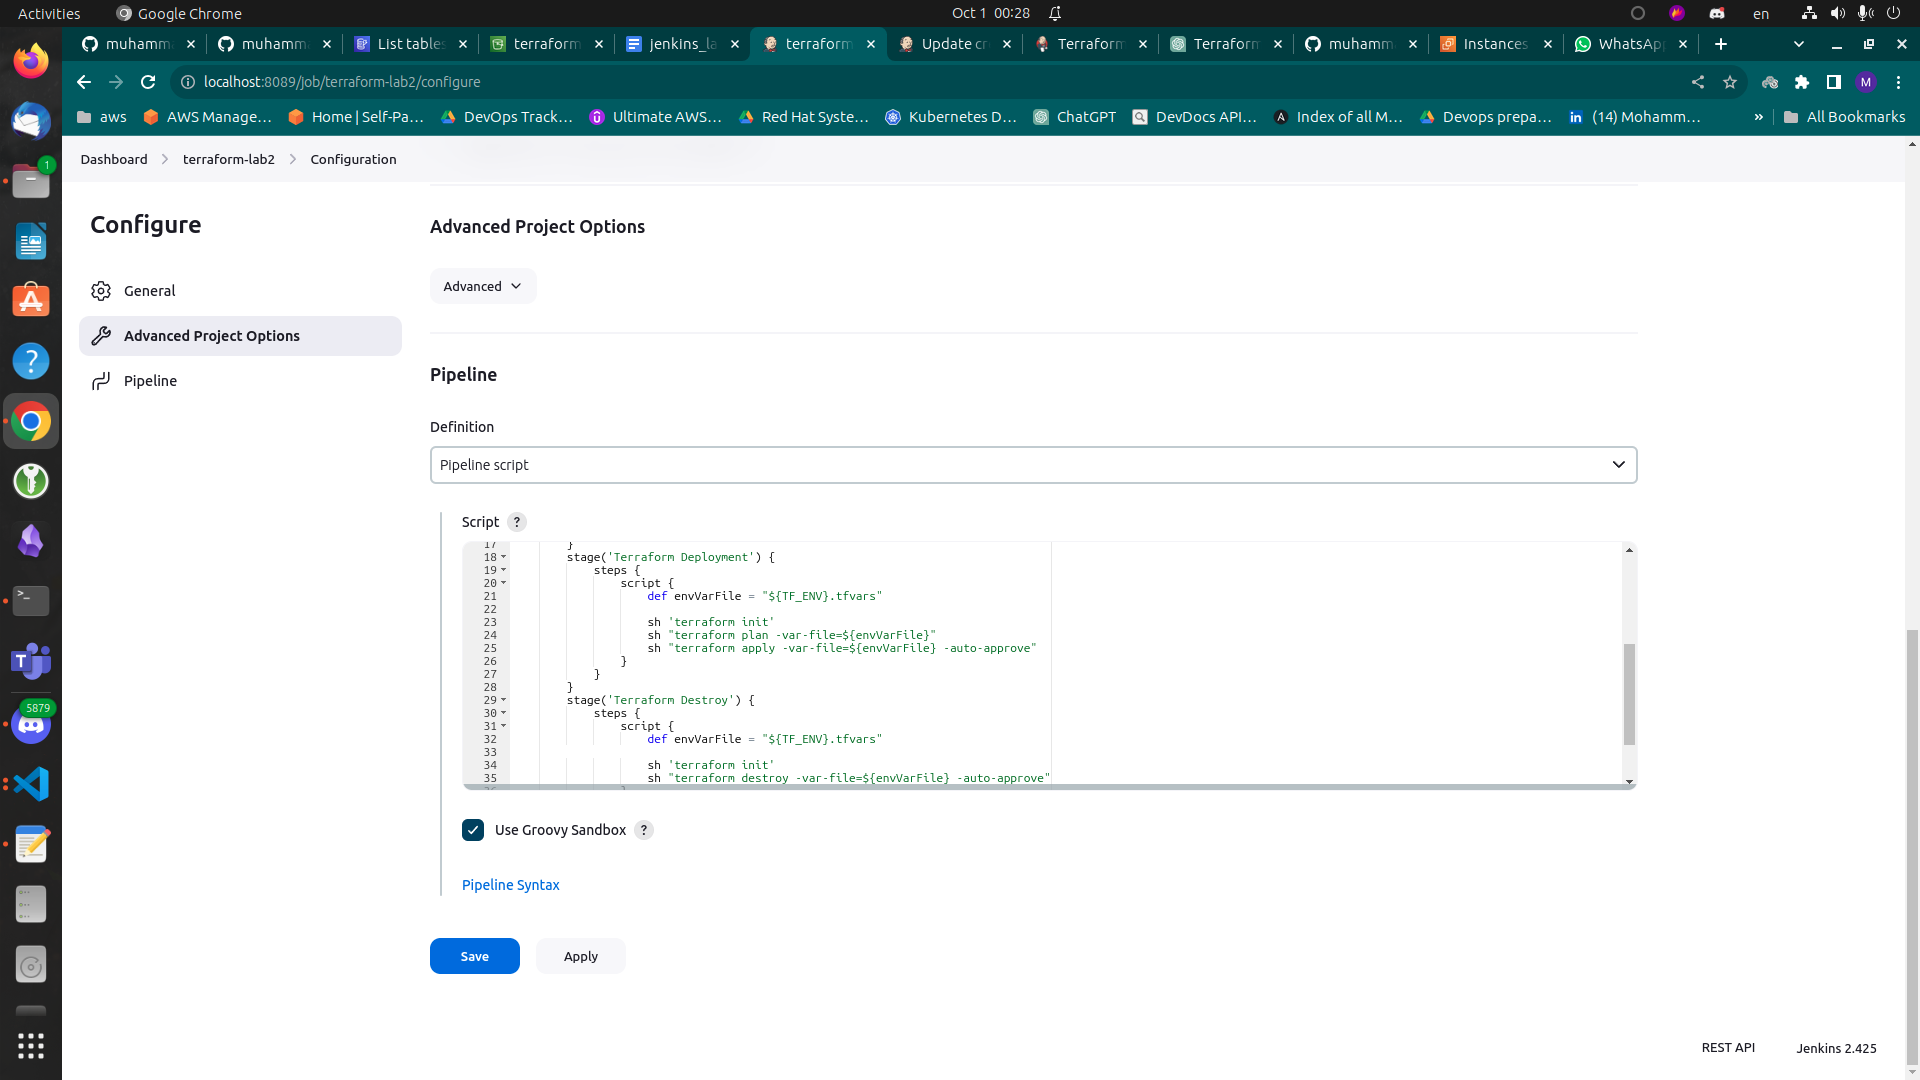 Activities
Google Chrome
Oct 1 00:28
en
muhamm
muhamm
List table
terraform
jenkins_la
terraform
Update cr
Terraform
Terraform
muhamm
Instances
WhatsApp
localhost:8089/job/terraform-lab2/configure
M
aws
AWS Manage...
Home | Self-Pa...
DevOps Track...
Ultimate AWS...
Red Hat Syste...
Kubernetes D...
ChatGPT
DevDocs API...
Index of all M...
Devops prepa...
(14) Mohamm...
»
All Bookmarks
Dashboard
terraform-lab2
Configuration
1
5879
Configure
General
Advanced Project Options
Pipeline
Advanced Project Options
Advanced
Pipeline
Definition
Pipeline script
Script ?
17 }
18 stage('Terraform Deployment') {
19 steps {
20 script {
21 def envVarFile = "${TF_ENV}.tfvars"
22
23 sh 'terraform init'
24 sh "terraform plan -var-file=${envVarFile}"
25 sh "terraform apply -var-file=${envVarFile} -auto-approve"
26 }
27 }
28 }
29 stage('Terraform Destroy') {
30 steps {
31 script {
32 def envVarFile = "${TF_ENV}.tfvars"
33
34 sh 'terraform init'
35 sh "terraform destroy -var-file=${envVarFile} -auto-approve"
Use Groovy Sandbox ?
Pipeline Syntax
Save
Apply
REST API
Jenkins 2.425